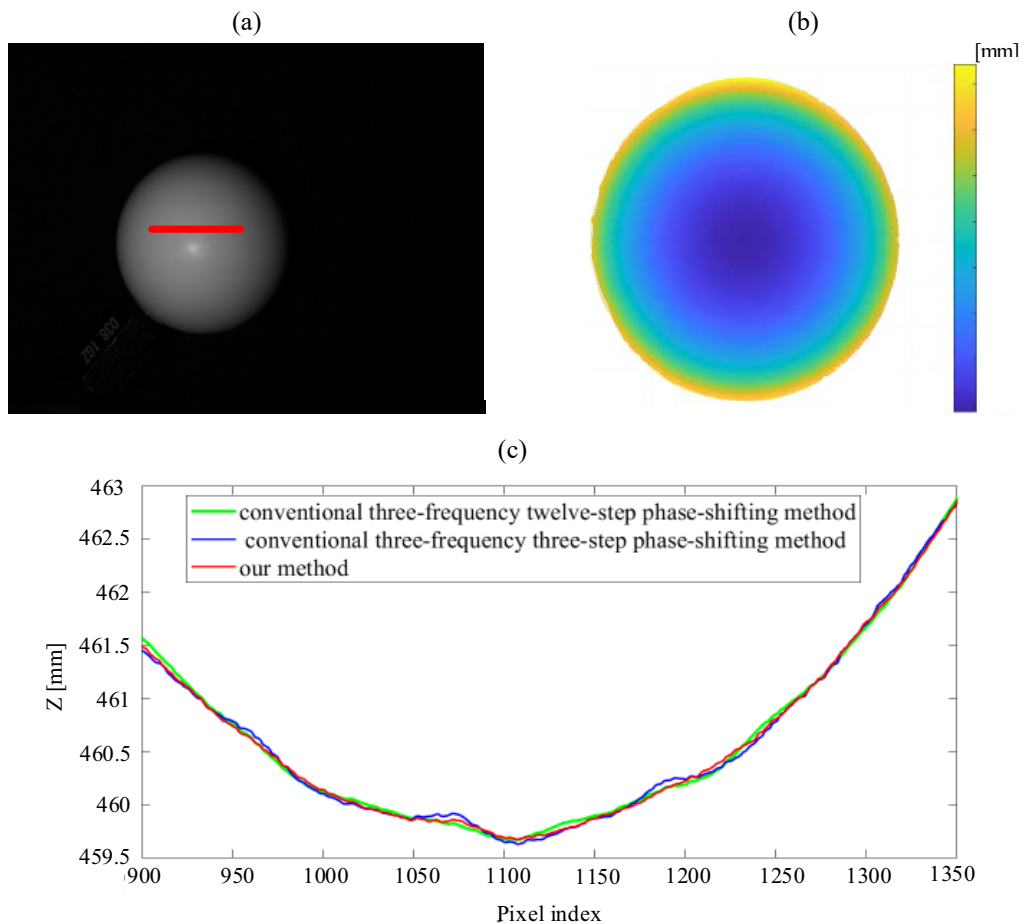 (a)
(b)
[mm]
(c)
463
462.5
462
461.5
461
460.5
460
459.5
Z [mm]
conventional three-frequency twelve-step phase-shifting method
conventional three-frequency three-step phase-shifting method
our method
900 950 1000 1050 1100 1150 1200 1250 1300 1350
Pixel index